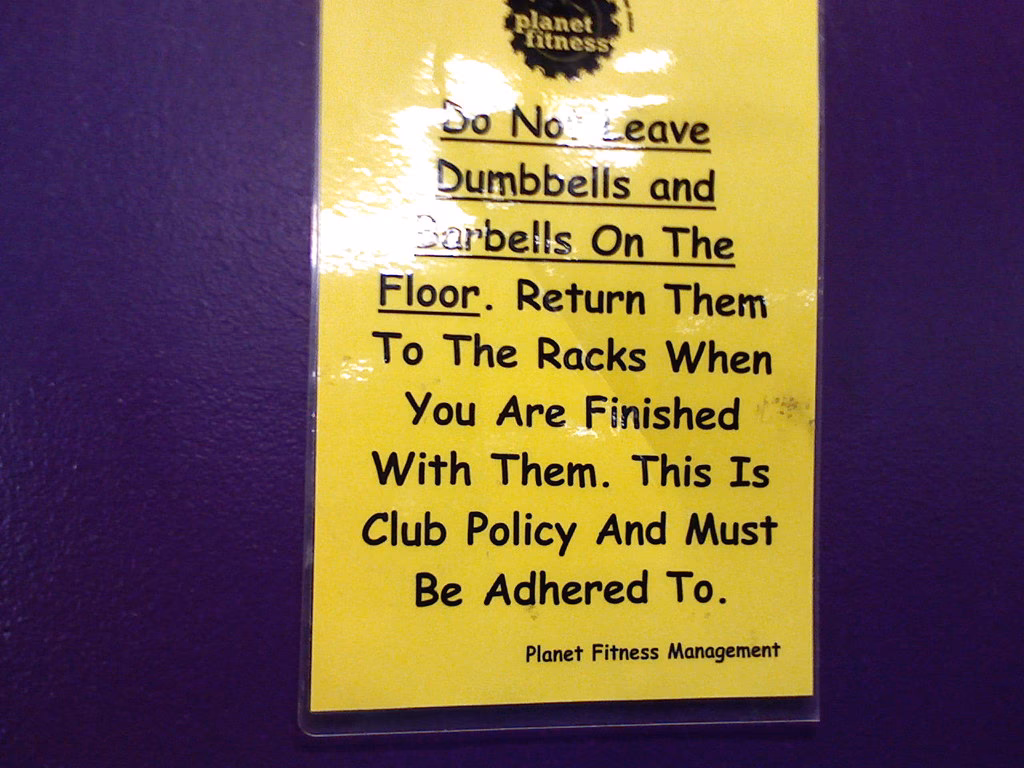 planet
fitness
Do Not Leave
Dumbbells and
Barbells On The
Floor. Return Them
To The Racks When
You Are Finished
With Them. This Is
Club Policy And Must
Be Adhered To.
Planet Fitness Management